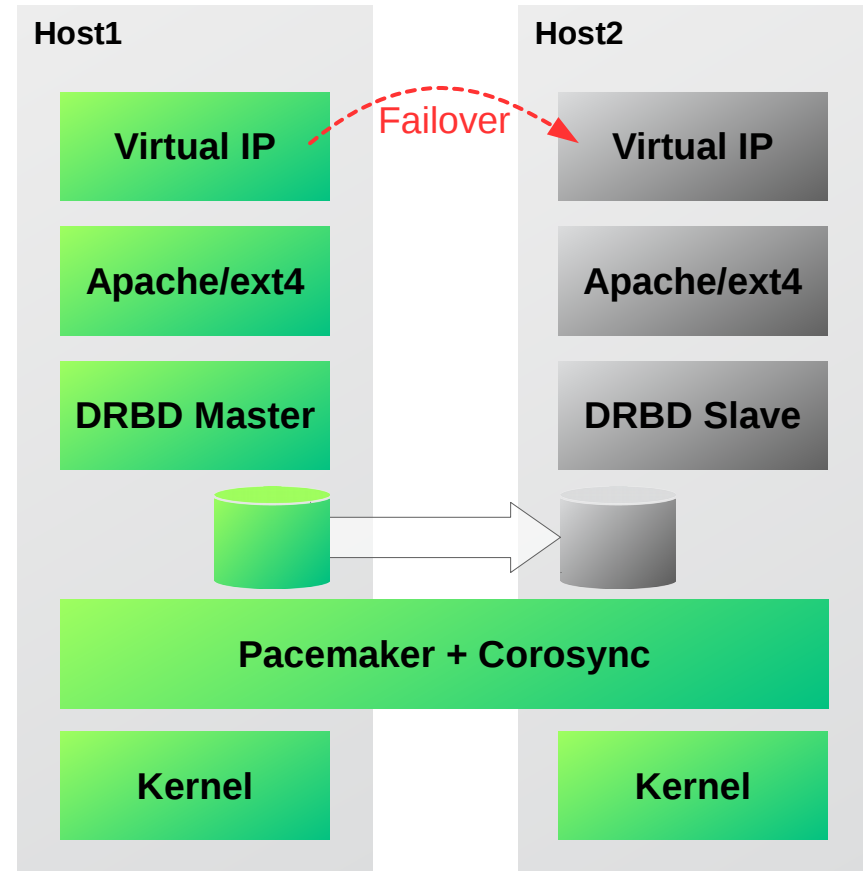 Host1
Host2
Virtual IP
Failover
Virtual IP
Apache/ext4
Apache/ext4
DRBD Master
DRBD Slave
Pacemaker + Corosync
Kernel
Kernel